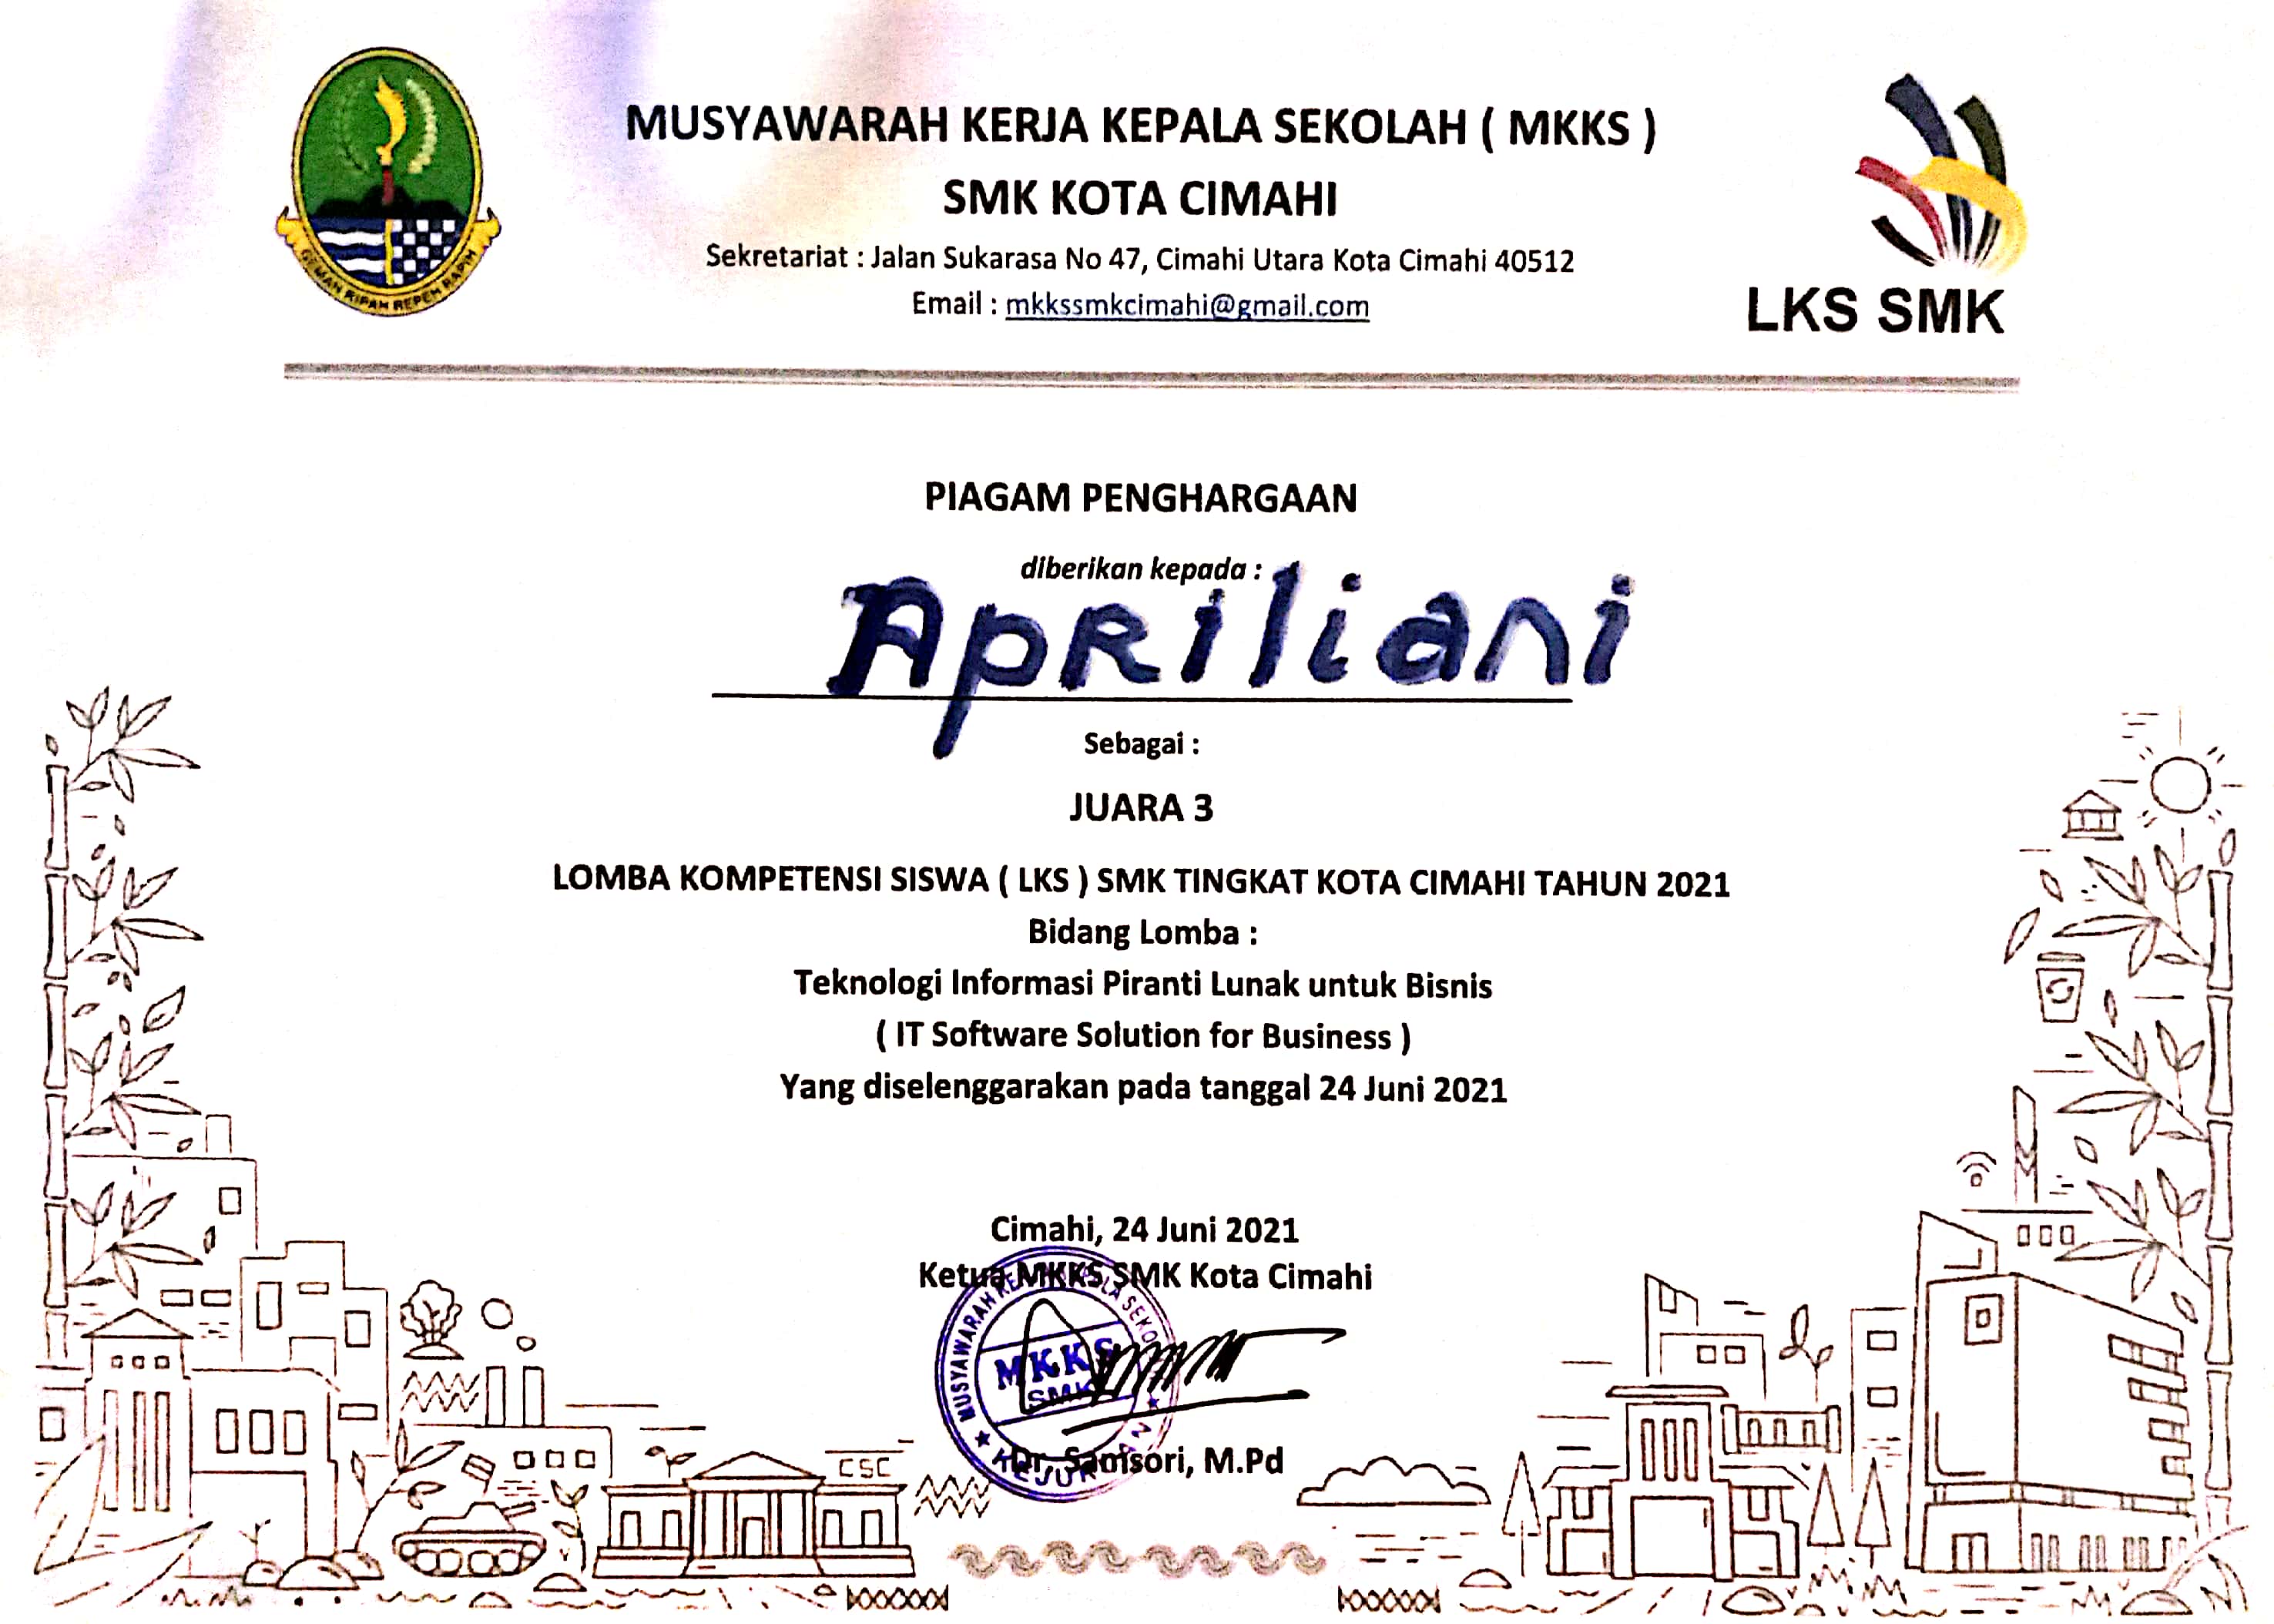 MUSYAWARAH KERJA KEPALA SEKOLAH ( MKKS )
SMK KOTA CIMAHI
Sekretariat : Jalan Sukarasa No 47, Cimahi Utara Kota Cimahi 40512
Email : mkkssmkcimahi@gmail.com
GEMAH RIPAH REPEH RAPIH
LKS SMK
PIAGAM PENGHARGAAN
diberikan kepada :
Apriliani
Sebagai :
JUARA 3
LOMBA KOMPETENSI SISWA ( LKS ) SMK TINGKAT KOTA CIMAHI TAHUN 2021
Bidang Lomba :
Teknologi Informasi Piranti Lunak untuk Bisnis
( IT Software Solution for Business )
Yang diselenggarakan pada tanggal 24 Juni 2021
Cimahi, 24 Juni 2021
Ketua MKKS SMK Kota Cimahi
MUSYAWARAH
MKKS
SMK
Dr. Samsori, M.Pd
CSC